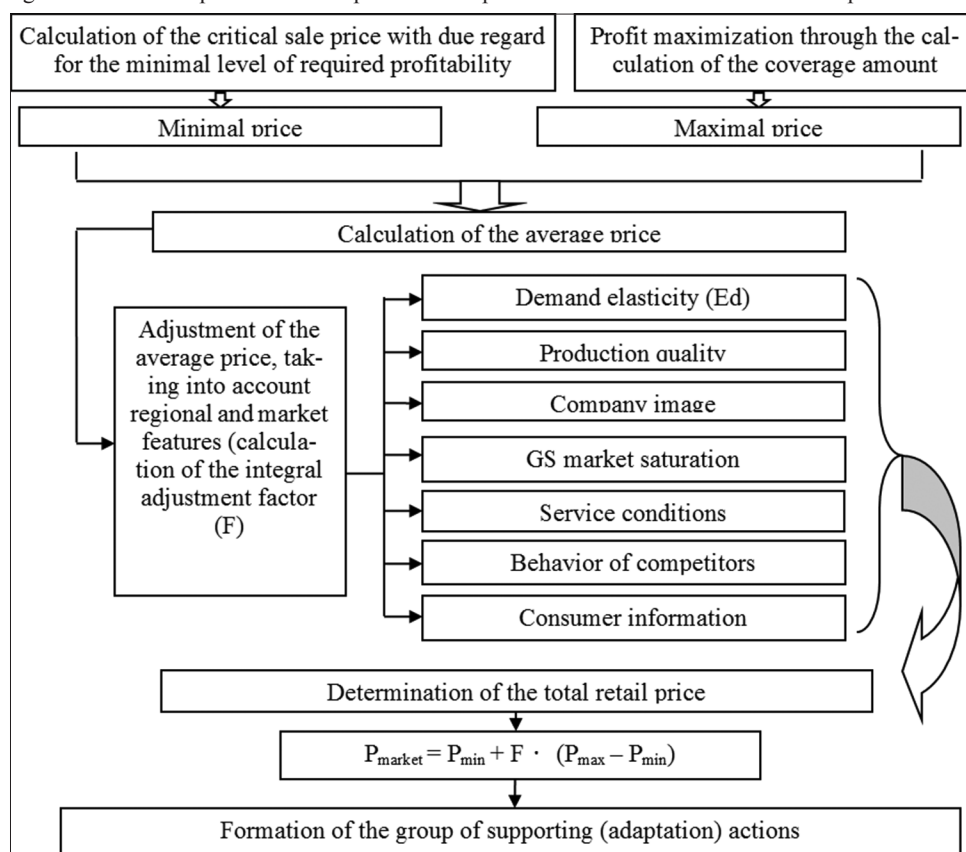 Calculation of the critical sale price with due regard
for the minimal level of required profitability
Profit maximization through the cal-
culation of the coverage amount
Minimal price
Maximal price
Calculation of the average price
Adjustment of the
average price, tak-
ing into account
regional and market
features (calcula-
tion of the integral
adjustment factor
(F)
Demand elasticity (Ed)
Production quality
Company image
GS market saturation
Service conditions
Behavior of competitors
Consumer information
Determination of the total retail price
Pmarket = Pmin + F · (Pmax – Pmin)
Formation of the group of supporting (adaptation) actions